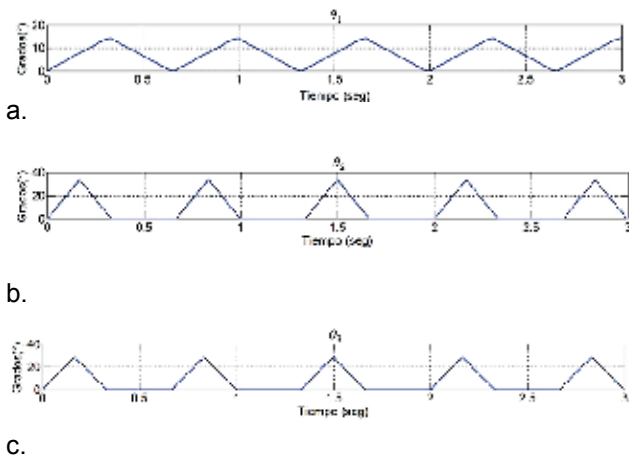 θ₁
Grados(°)
20
10
0
0 0.5 1 1.5 2 2.5 3
Tiempo (seg)
a.
θ₂
Grados(°)
40
20
0
0 0.5 1 1.5 2 2.5 3
Tiempo (seg)
b.
θ₃
Grados(°)
40
20
0
0 0.5 1 1.5 2 2.5 3
Tiempo (seg)
c.